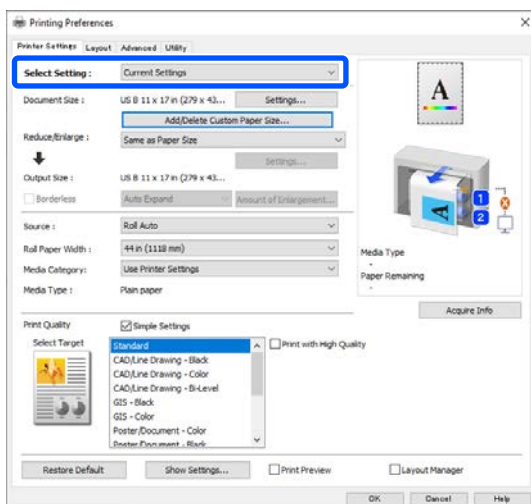 Printing Preferences
Printer Settings Layout Advanced Utility
Select Setting : Current Settings
Document Size : US B 11 x 17 in (279 x 43... Settings...
Add/Delete Custom Paper Size...
Reduce/Enlarge : Same as Paper Size
Settings...
Output Size : US B 11 x 17 in (279 x 43...
Borderless Auto Expand Amount of Enlargement...
Source : Roll Auto
Roll Paper Width : 44 in (1118 mm)
Media Category: Use Printer Settings
Media Type : Plain paper
A
A
1
2
Media Type
-
Paper Remaining
-
Acquire Info
Print Quality Simple Settings
Select Target
Standard
CAD/Line Drawing - Black
CAD/Line Drawing - Color
CAD/Line Drawing - Bi-Level
GIS - Black
GIS - Color
Poster/Document - Color
Poster/Document - Black
Print with High Quality
Restore Default Show Settings... Print Preview Layout Manager
OK Cancel Help